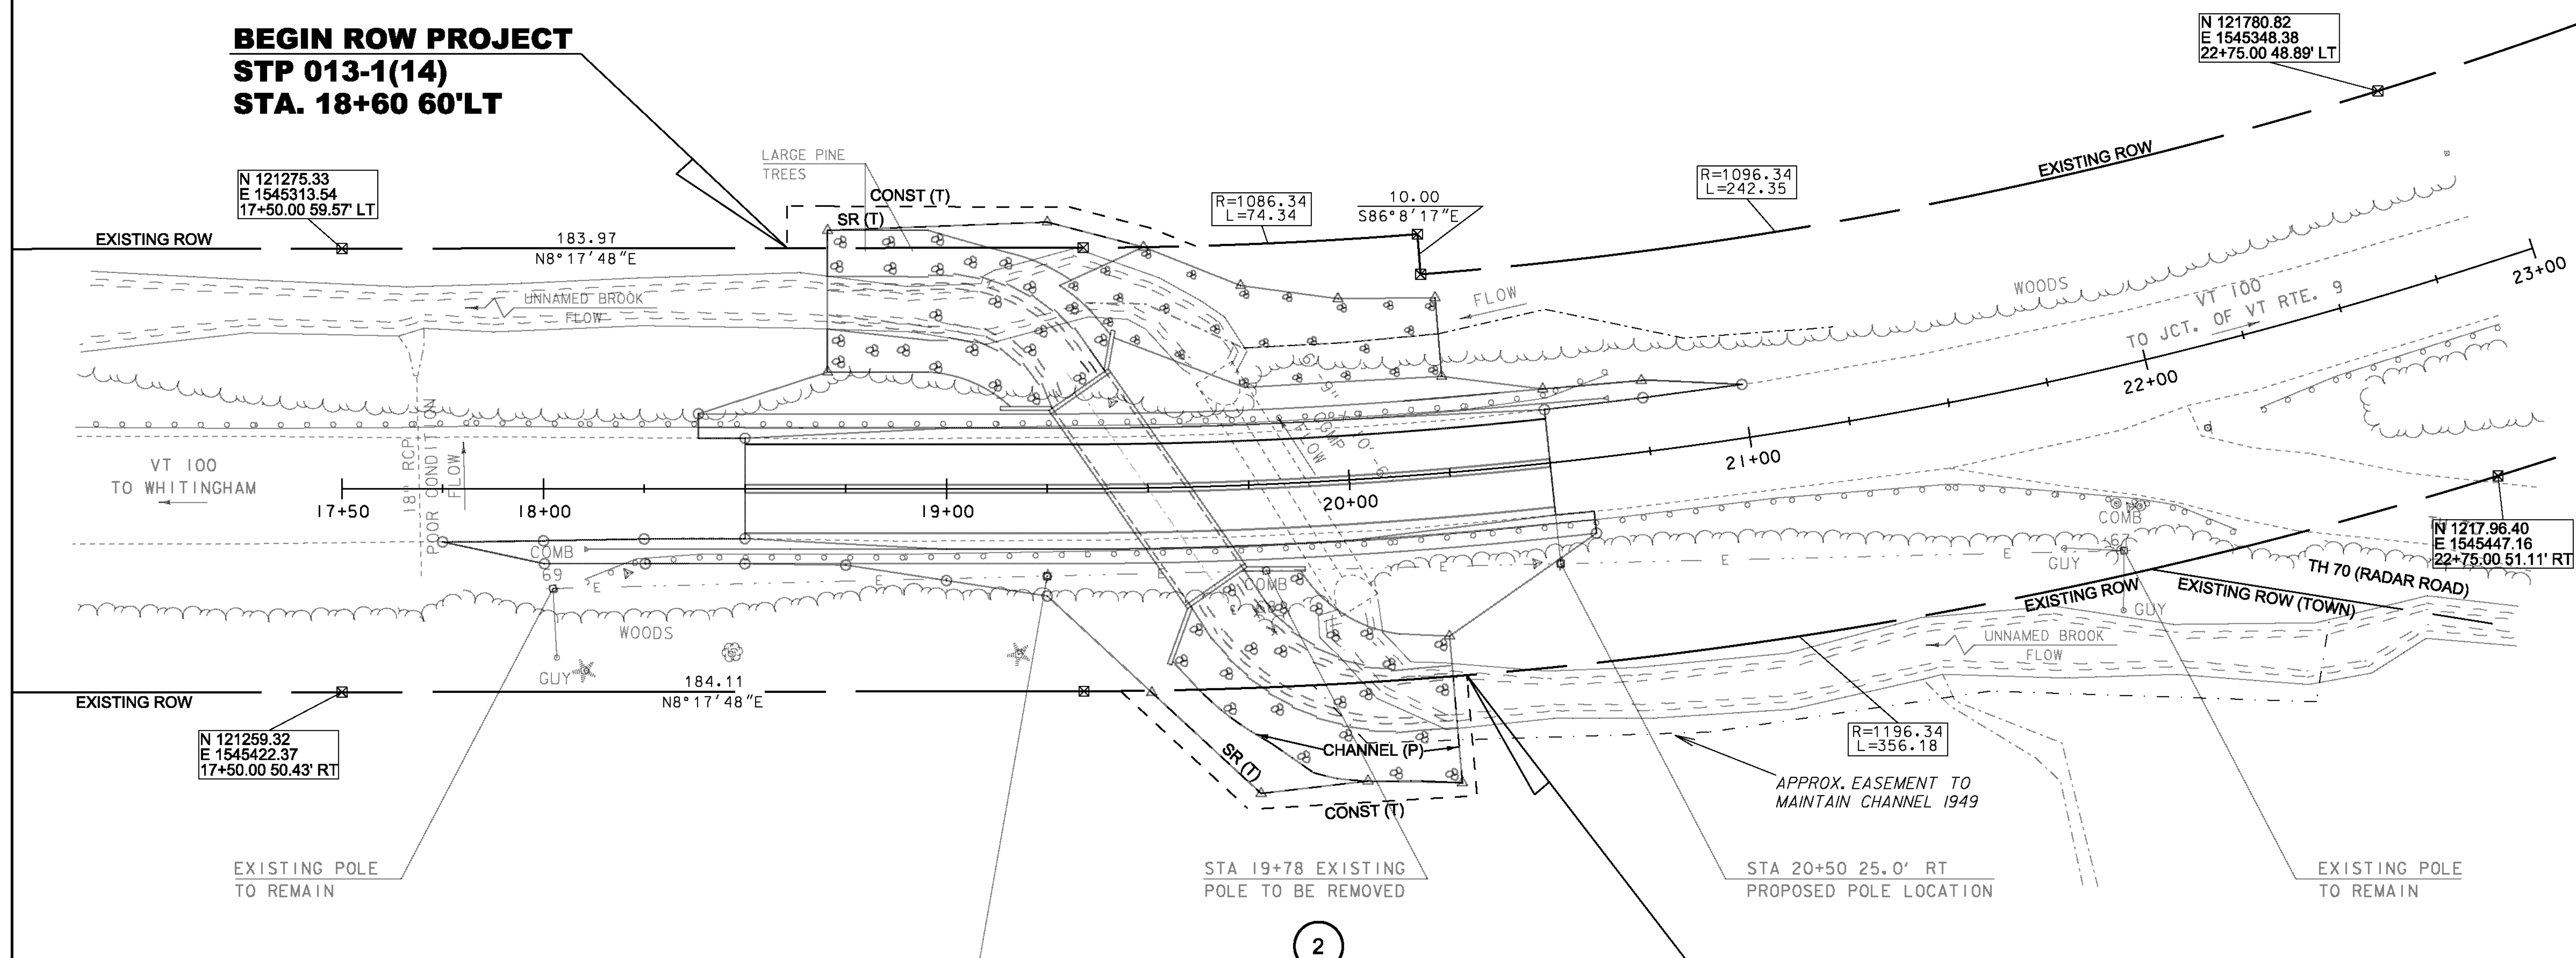 BEGIN ROW PROJECT
STP 013-1(14)
STA. 18+60 60'LT
N 121780.82
E 1545348.38
22+75.00 48.89' LT
N 121275.33
E 1545313.54
17+50.00 59.57' LT
LARGE PINE
TREES
CONST (T)
SR (T)
R=1086.34
L=74.34
10.00
S86°8'17"E
R=1096.34
L=242.35
EXISTING ROW
EXISTING ROW
183.97
N8°17'48"E
UNNAMED BROOK
FLOW
FLOW
WOODS
VT 100
TO JCT. OF VT RTE. 9
23+00
22+00
21+00
20+00
19+00
18+00
17+50
VT 100
TO WHITINGHAM
18" RCP
POOR CONDITION
FLOW
FLOW
COMB
69
E
E
E
E
E
E
COMB
68
COMB
67
GUY
GUY
GUY
WOODS
184.11
N8°17'48"E
EXISTING ROW
N 121259.32
E 1545422.37
17+50.00 50.43' RT
N 1217.96.40
E 1545447.16
22+75.00 51.11' RT
TH 70 (RADAR ROAD)
EXISTING ROW
EXISTING ROW (TOWN)
UNNAMED BROOK
FLOW
R=1196.34
L=356.18
CHANNEL (P)
SR (T)
CONST (T)
APPROX. EASEMENT TO
MAINTAIN CHANNEL 1949
EXISTING POLE
TO REMAIN
STA 19+78 EXISTING
POLE TO BE REMOVED
STA 20+50 25.0' RT
PROPOSED POLE LOCATION
EXISTING POLE
TO REMAIN
2